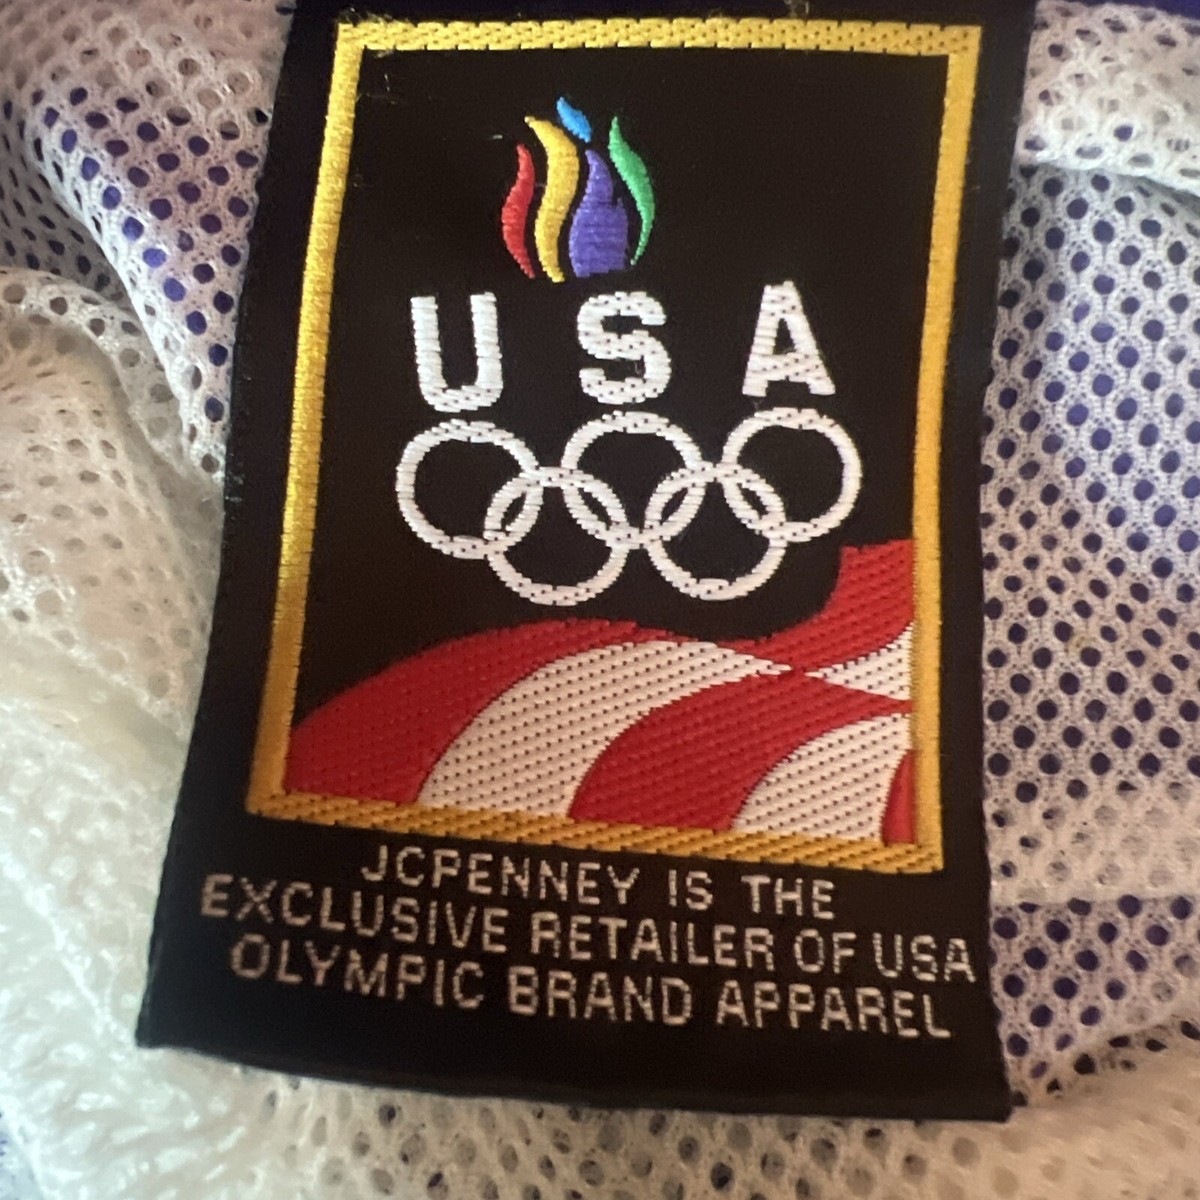 USA
JCPENNEY IS THE
EXCLUSIVE RETAILER OF USA
OLYMPIC BRAND APPAREL